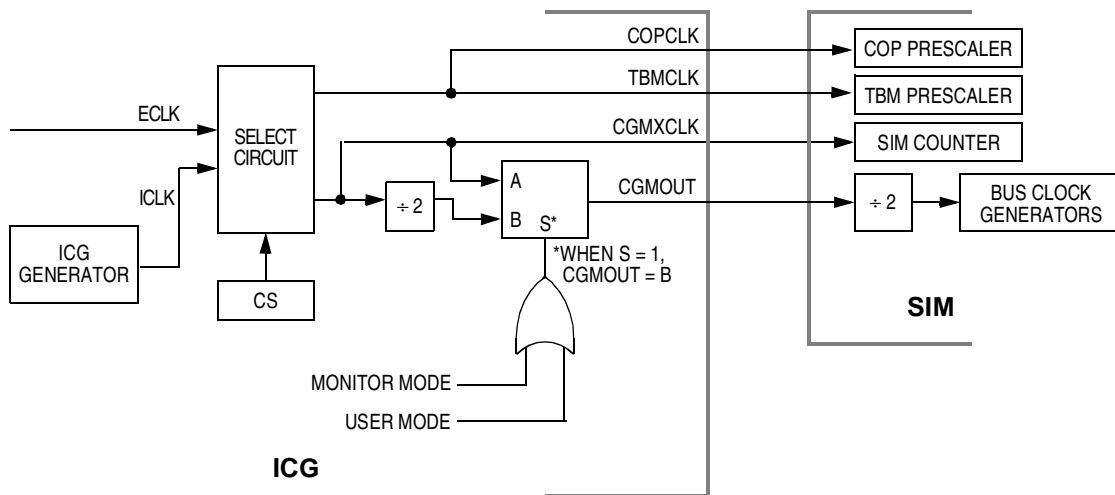 COPCLK
COP PRESCALER
TBMCLK
TBM PRESCALER
ECLK
SELECT
CIRCUIT
CGMXCLK
SIM COUNTER
ICLK
A
CGMOUT
÷ 2
B
S*
÷ 2
BUS CLOCK
GENERATORS
ICG
GENERATOR
*WHEN S = 1,
CGMOUT = B
CS
SIM
MONITOR MODE
USER MODE
ICG